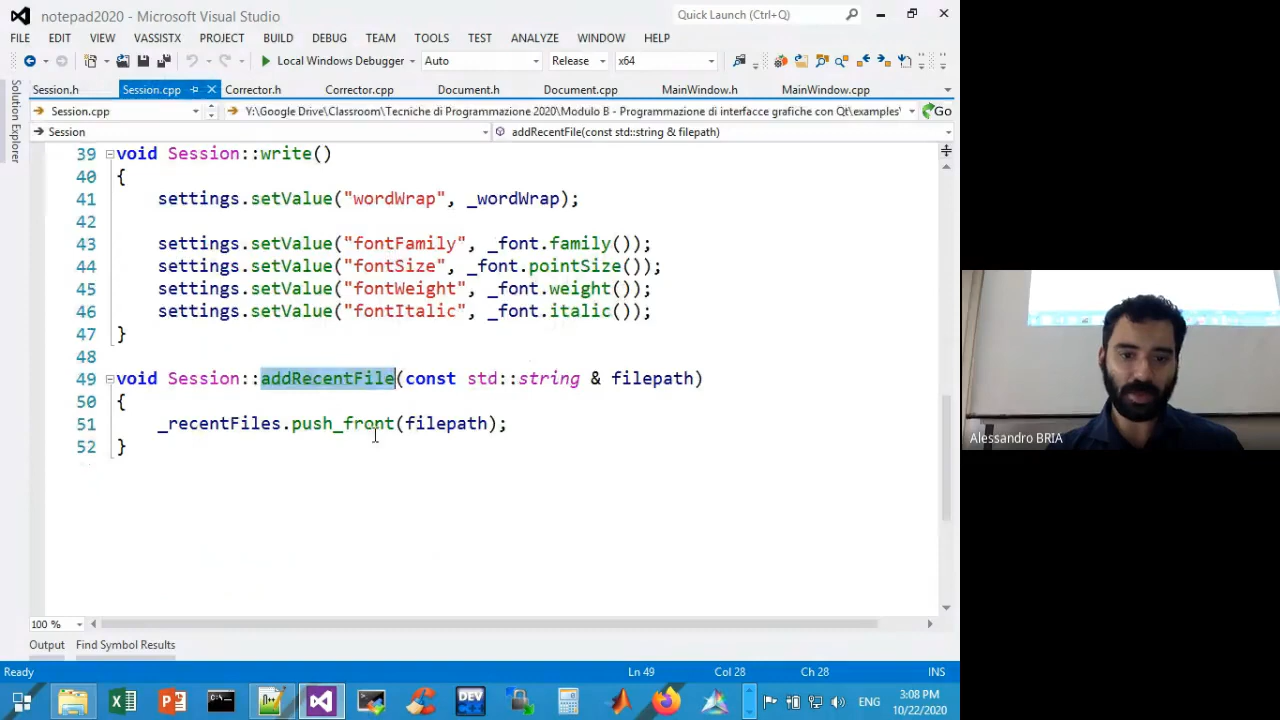 notepad2020 - Microsoft Visual Studio
Quick Launch (Ctrl+Q)
FILE EDIT VIEW VASSISTX PROJECT BUILD DEBUG TEAM TOOLS TEST ANALYZE WINDOW HELP
Local Windows Debugger Auto Release x64
Session.h Session.cpp Corrector.h Corrector.cpp Document.h Document.cpp MainWindow.h MainWindow.cpp
Session.cpp Y:\Google Drive\Classroom\Tecniche di Programmazione 2020\Modulo B - Programmazione di interfacce grafiche con Qt\examples\ Go
Session addRecentFile(const std::string & filepath)
Solution Explorer
39 void Session::write()
40 {
41 settings.setValue("wordWrap", _wordWrap);
42
43 settings.setValue("fontFamily", _font.family());
44 settings.setValue("fontSize", _font.pointSize());
45 settings.setValue("fontWeight", _font.weight());
46 settings.setValue("fontItalic", _font.italic());
47 }
48
49 void Session::addRecentFile(const std::string & filepath)
50 {
51 _recentFiles.push_front(filepath);
52 }
Alessandro BRIA
100 %
Output Find Symbol Results
Ready Ln 49 Col 28 Ch 28 INS
DEV
ENG
3:08 PM
10/22/2020